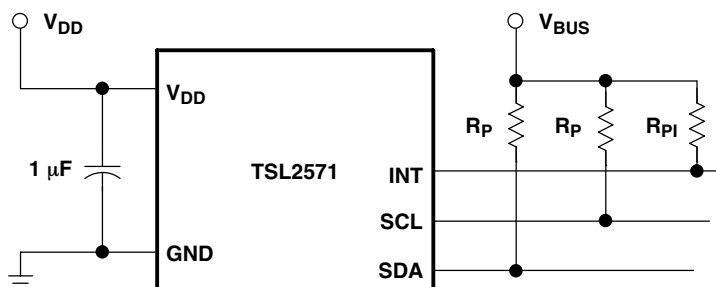 V_DD V_BUS
V_DD
R_P R_P R_PI
1 μF TSL2571 INT
SCL
GND
SDA